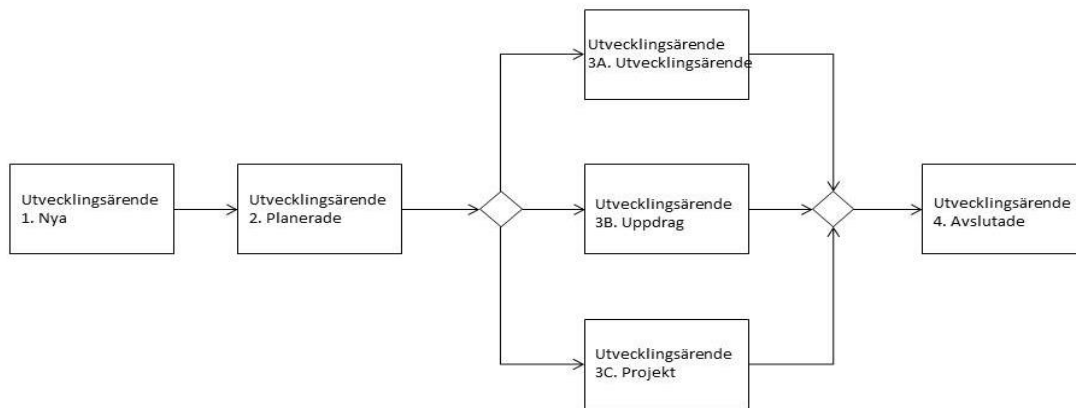 Utvecklingsärende
1. Nya
Utvecklingsärende
2. Planerade
Utvecklingsärende
3A. Utvecklingsärende
Utvecklingsärende
3B. Uppdrag
Utvecklingsärende
3C. Projekt
Utvecklingsärende
4. Avslutade